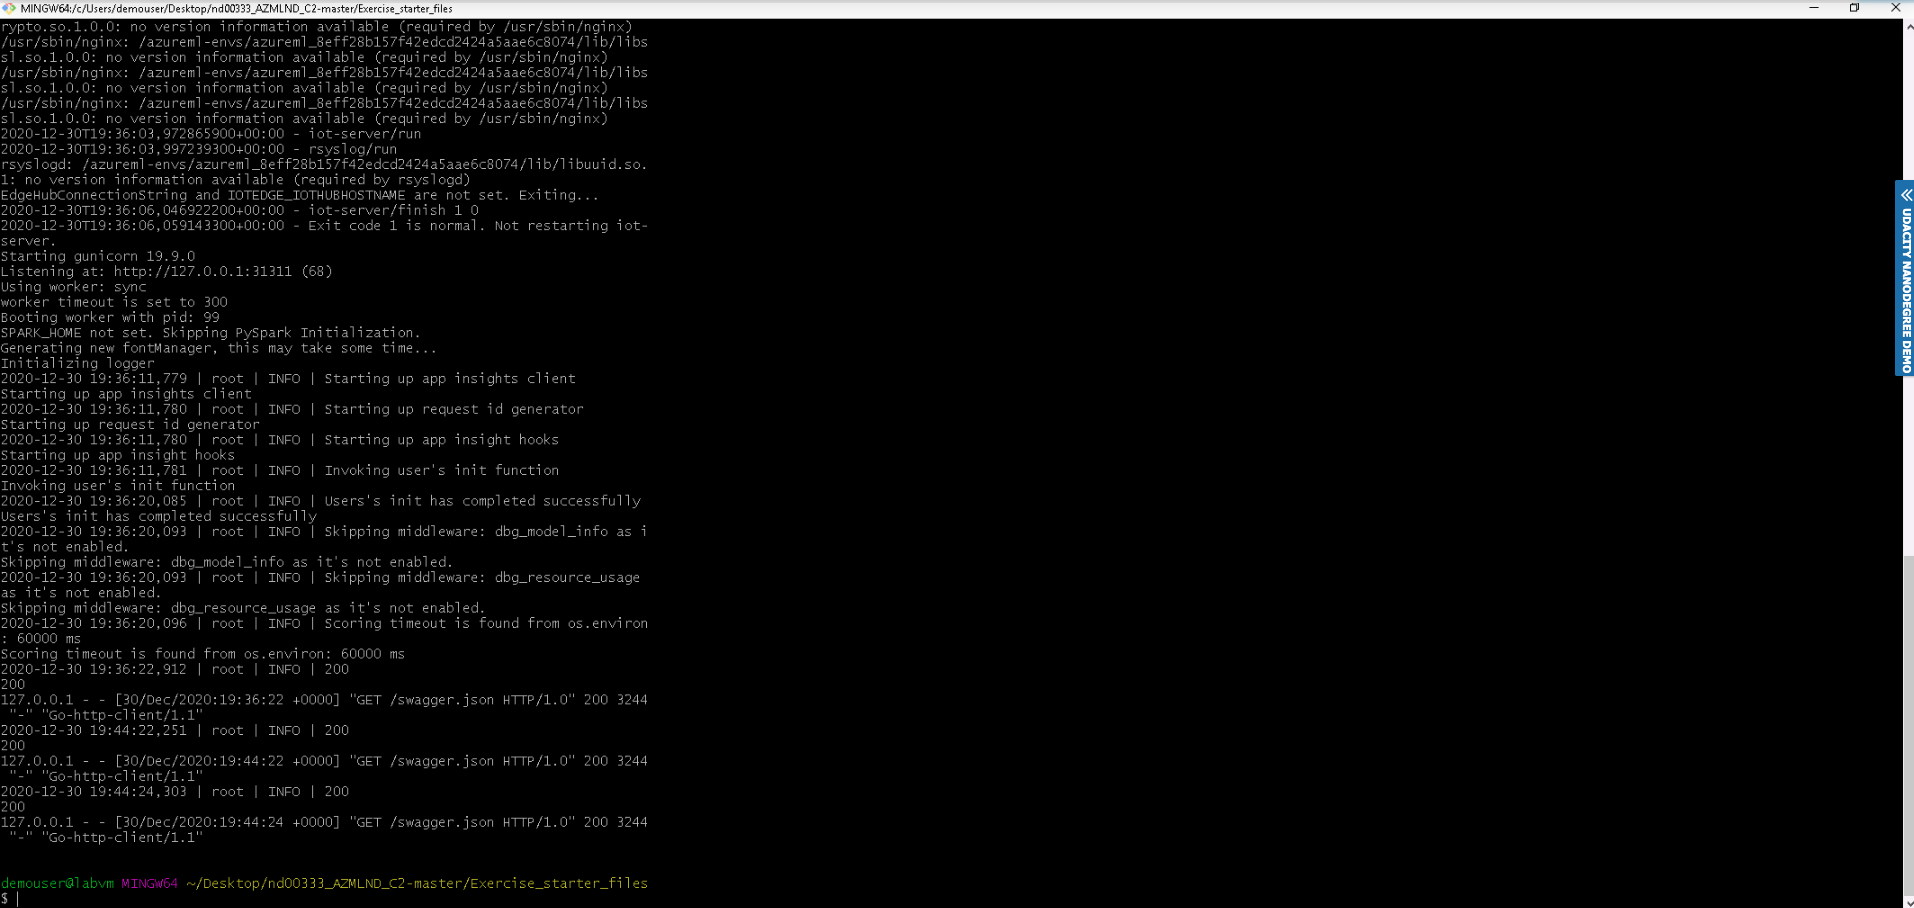 MINGW64:/c/Users/demouser/Desktop/nd00333_AZMLND_C2-master/Exercise_starter_files
rypto.so.1.0.0: no version information available (required by /usr/sbin/nginx)
/usr/sbin/nginx: /azureml-envs/azureml_8eff28b157f42edcd2424a5aae6c8074/lib/libs
sl.so.1.0.0: no version information available (required by /usr/sbin/nginx)
/usr/sbin/nginx: /azureml-envs/azureml_8eff28b157f42edcd2424a5aae6c8074/lib/libs
sl.so.1.0.0: no version information available (required by /usr/sbin/nginx)
/usr/sbin/nginx: /azureml-envs/azureml_8eff28b157f42edcd2424a5aae6c8074/lib/libs
sl.so.1.0.0: no version information available (required by /usr/sbin/nginx)
2020-12-30T19:36:03,972865900+00:00 - iot-server/run
2020-12-30T19:36:03,997239300+00:00 - rsyslog/run
rsyslogd: /azureml-envs/azureml_8eff28b157f42edcd2424a5aae6c8074/lib/libuuid.so.
1: no version information available (required by rsyslogd)
EdgeHubConnectionString and IOTEDGE_IOTHUBHOSTNAME are not set. Exiting...
2020-12-30T19:36:06,046922200+00:00 - iot-server/finish 1 0
2020-12-30T19:36:06,059143300+00:00 - Exit code 1 is normal. Not restarting iot-
server.
Starting gunicorn 19.9.0
Listening at: http://127.0.0.1:31311 (68)
Using worker: sync
worker timeout is set to 300
Booting worker with pid: 99
SPARK_HOME not set. Skipping PySpark Initialization.
Generating new fontManager, this may take some time...
Initializing logger
2020-12-30 19:36:11,779 | root | INFO | Starting up app insights client
Starting up app insights client
2020-12-30 19:36:11,780 | root | INFO | Starting up request id generator
Starting up request id generator
2020-12-30 19:36:11,780 | root | INFO | Starting up app insight hooks
Starting up app insight hooks
2020-12-30 19:36:11,781 | root | INFO | Invoking user's init function
Invoking user's init function
2020-12-30 19:36:20,085 | root | INFO | Users's init has completed successfully
Users's init has completed successfully
2020-12-30 19:36:20,093 | root | INFO | Skipping middleware: dbg_model_info as i
t's not enabled.
Skipping middleware: dbg_model_info as it's not enabled.
2020-12-30 19:36:20,093 | root | INFO | Skipping middleware: dbg_resource_usage
as it's not enabled.
Skipping middleware: dbg_resource_usage as it's not enabled.
2020-12-30 19:36:20,096 | root | INFO | Scoring timeout is found from os.environ
: 60000 ms
Scoring timeout is found from os.environ: 60000 ms
2020-12-30 19:36:22,912 | root | INFO | 200
200
127.0.0.1 - - [30/Dec/2020:19:36:22 +0000] "GET /swagger.json HTTP/1.0" 200 3244
 "-" "Go-http-client/1.1"
2020-12-30 19:44:22,251 | root | INFO | 200
200
127.0.0.1 - - [30/Dec/2020:19:44:22 +0000] "GET /swagger.json HTTP/1.0" 200 3244
 "-" "Go-http-client/1.1"
2020-12-30 19:44:24,303 | root | INFO | 200
200
127.0.0.1 - - [30/Dec/2020:19:44:24 +0000] "GET /swagger.json HTTP/1.0" 200 3244
 "-" "Go-http-client/1.1"
demouser@labvm MINGW64 ~/Desktop/nd00333_AZMLND_C2-master/Exercise_starter_files
$
UDACITY NANODEGREE DEMO